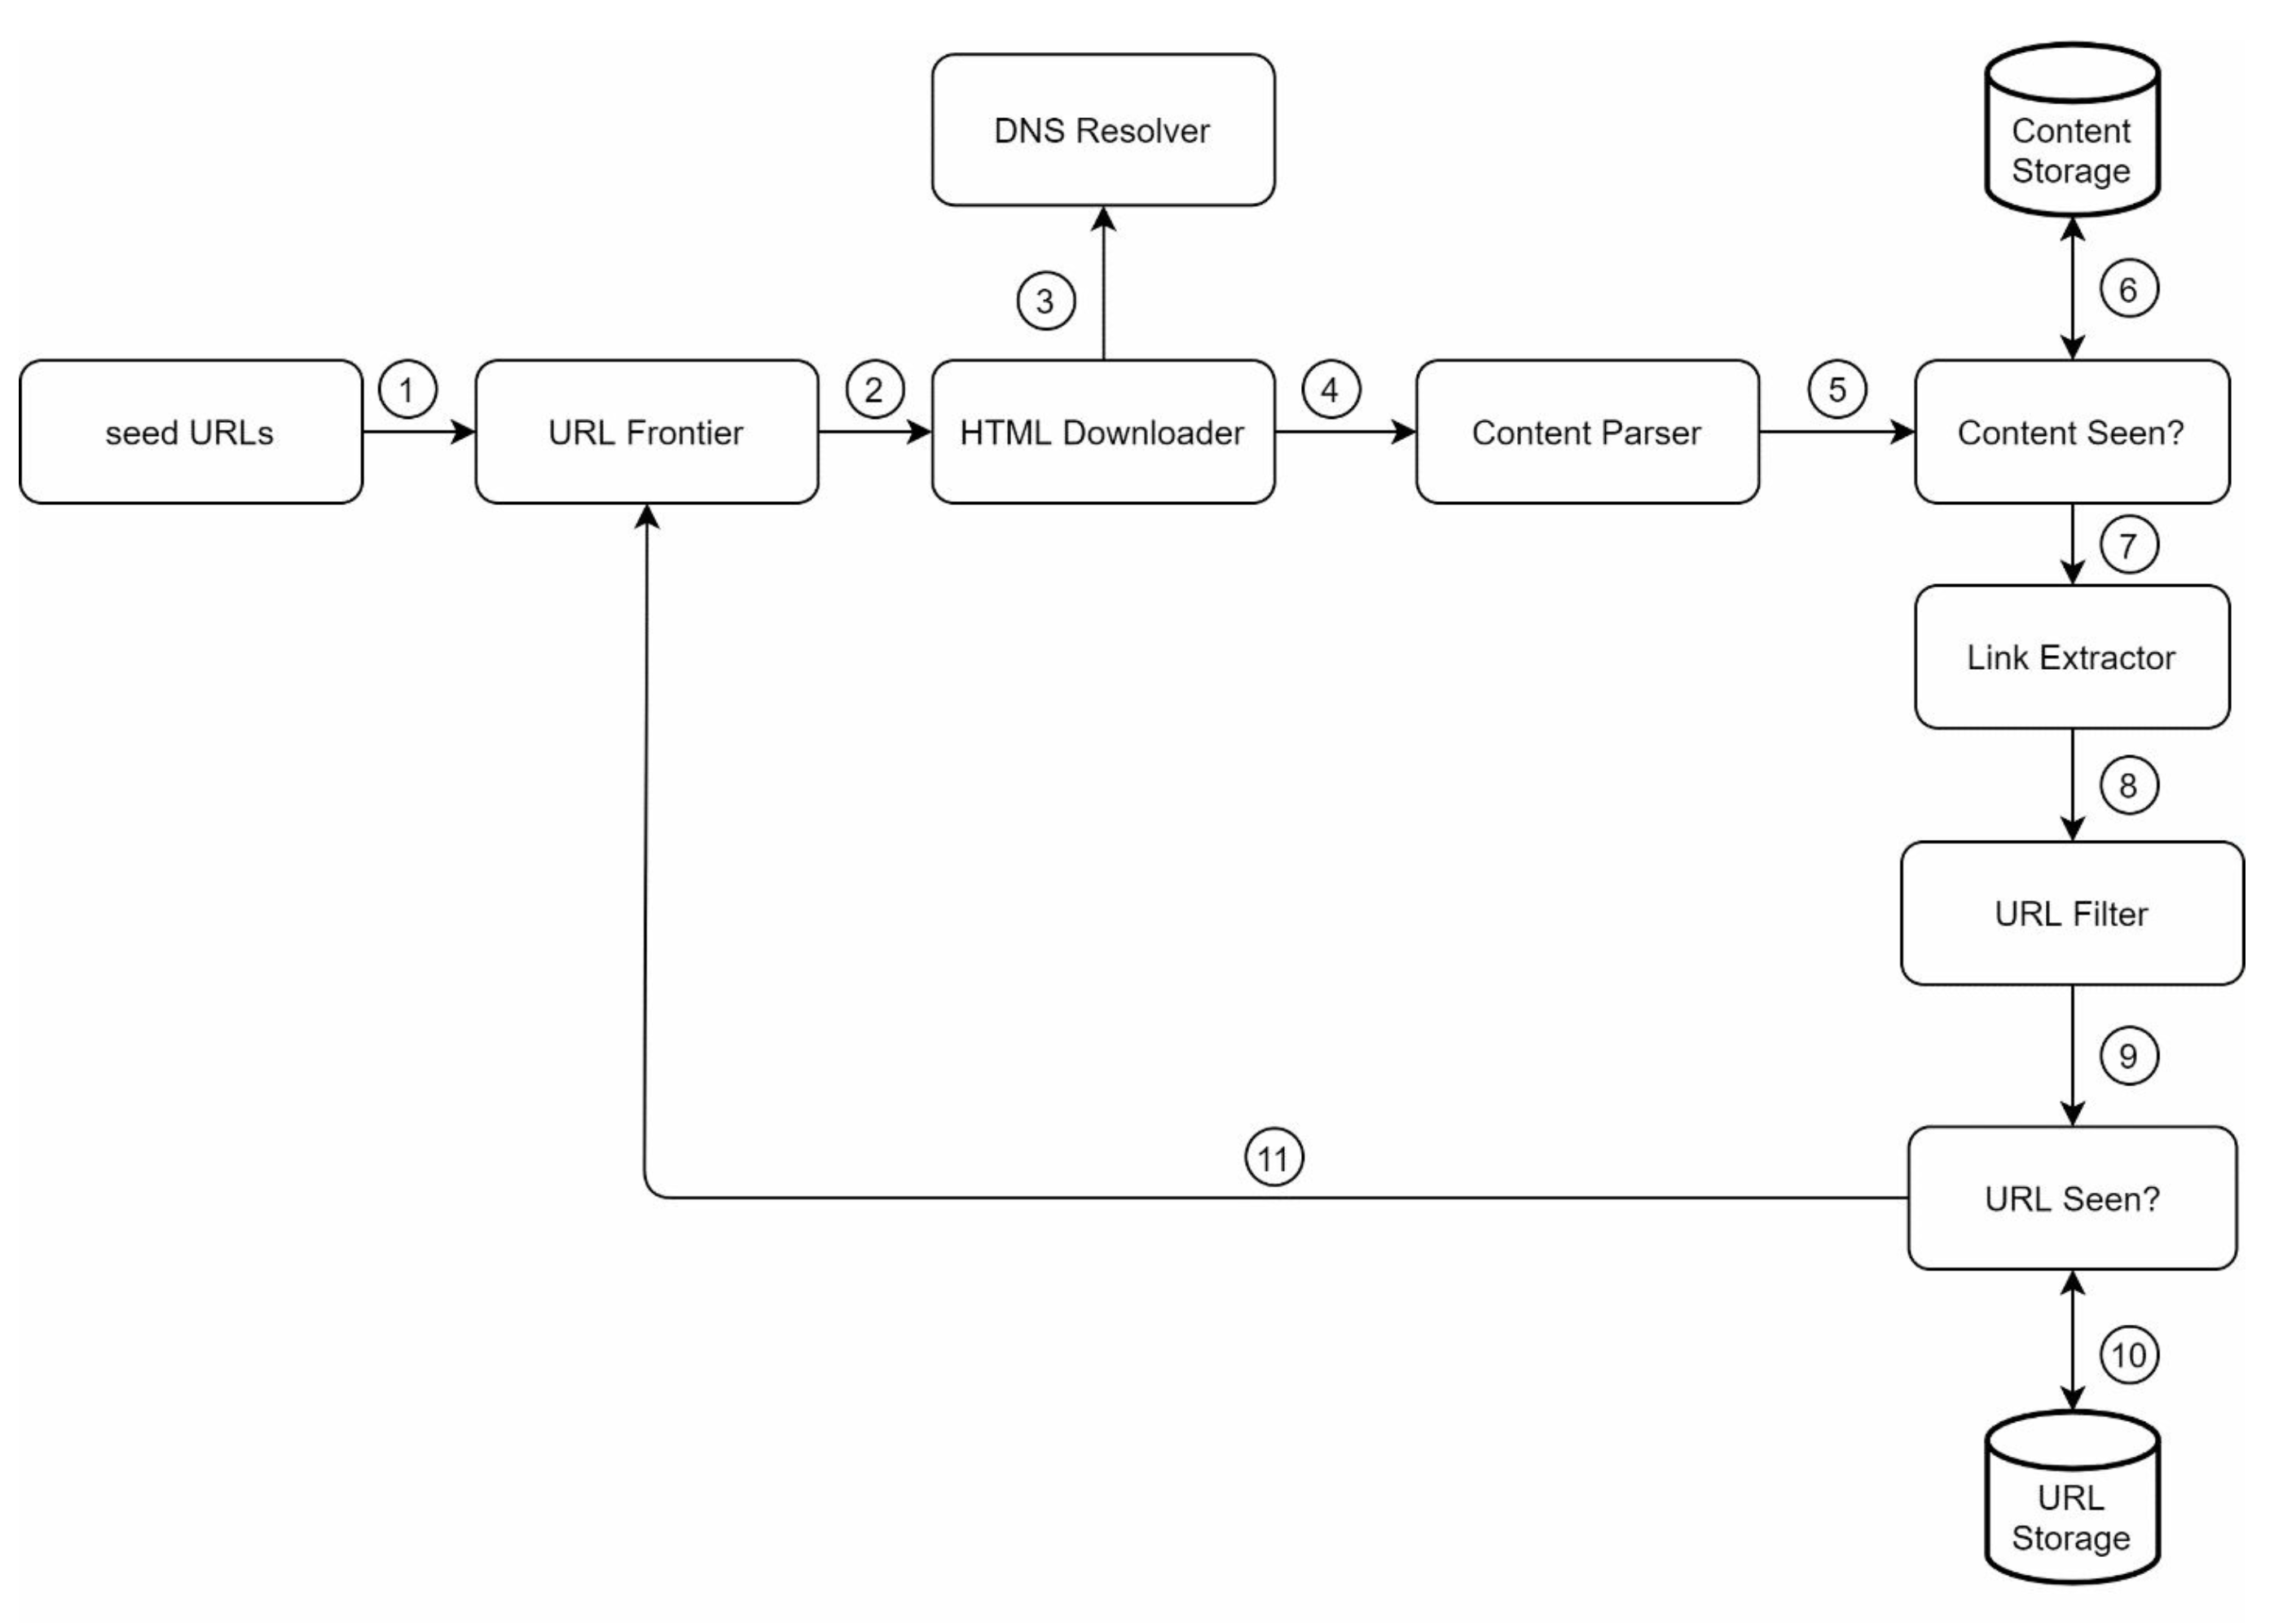 DNS Resolver
Content
Storage
3
6
1
2
4
5
seed URLs
URL Frontier
HTML Downloader
Content Parser
Content Seen?
7
Link Extractor
8
URL Filter
9
11
URL Seen?
10
URL
Storage